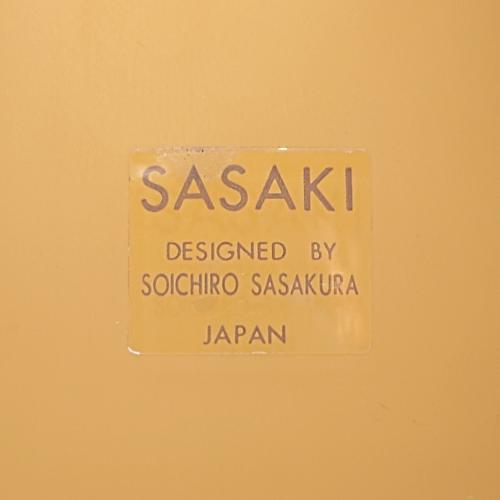 SASAKI
DESIGNED BY
SOICHIRO SASAKURA
JAPAN